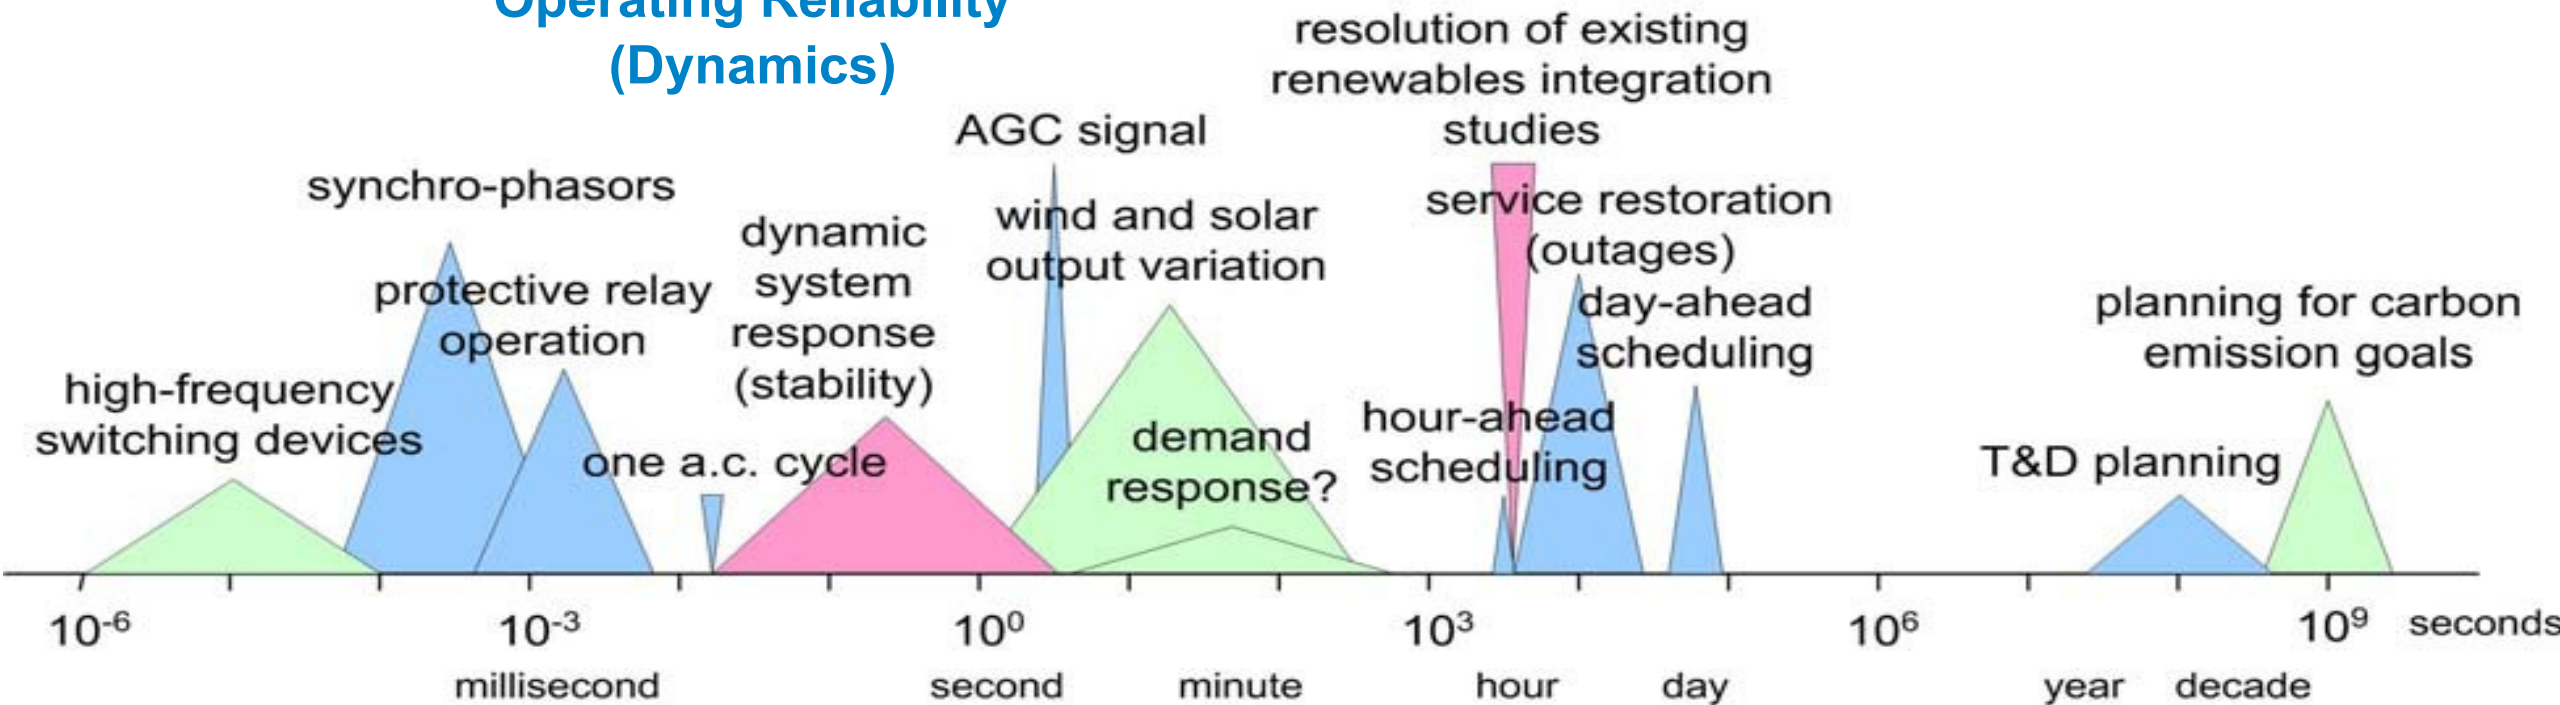 Operating Reliability
(Dynamics)
resolution of existing
renewables integration
studies
AGC signal
synchro-phasors
service restoration
(outages)
wind and solar
output variation
dynamic
system
response
(stability)
protective relay
operation
day-ahead
scheduling
planning for carbon
emission goals
high-frequency
switching devices
hour-ahead
scheduling
demand
response?
one a.c. cycle
T&D planning
10-6 10-3 100 103 106 109 seconds
millisecond second minute hour day year decade